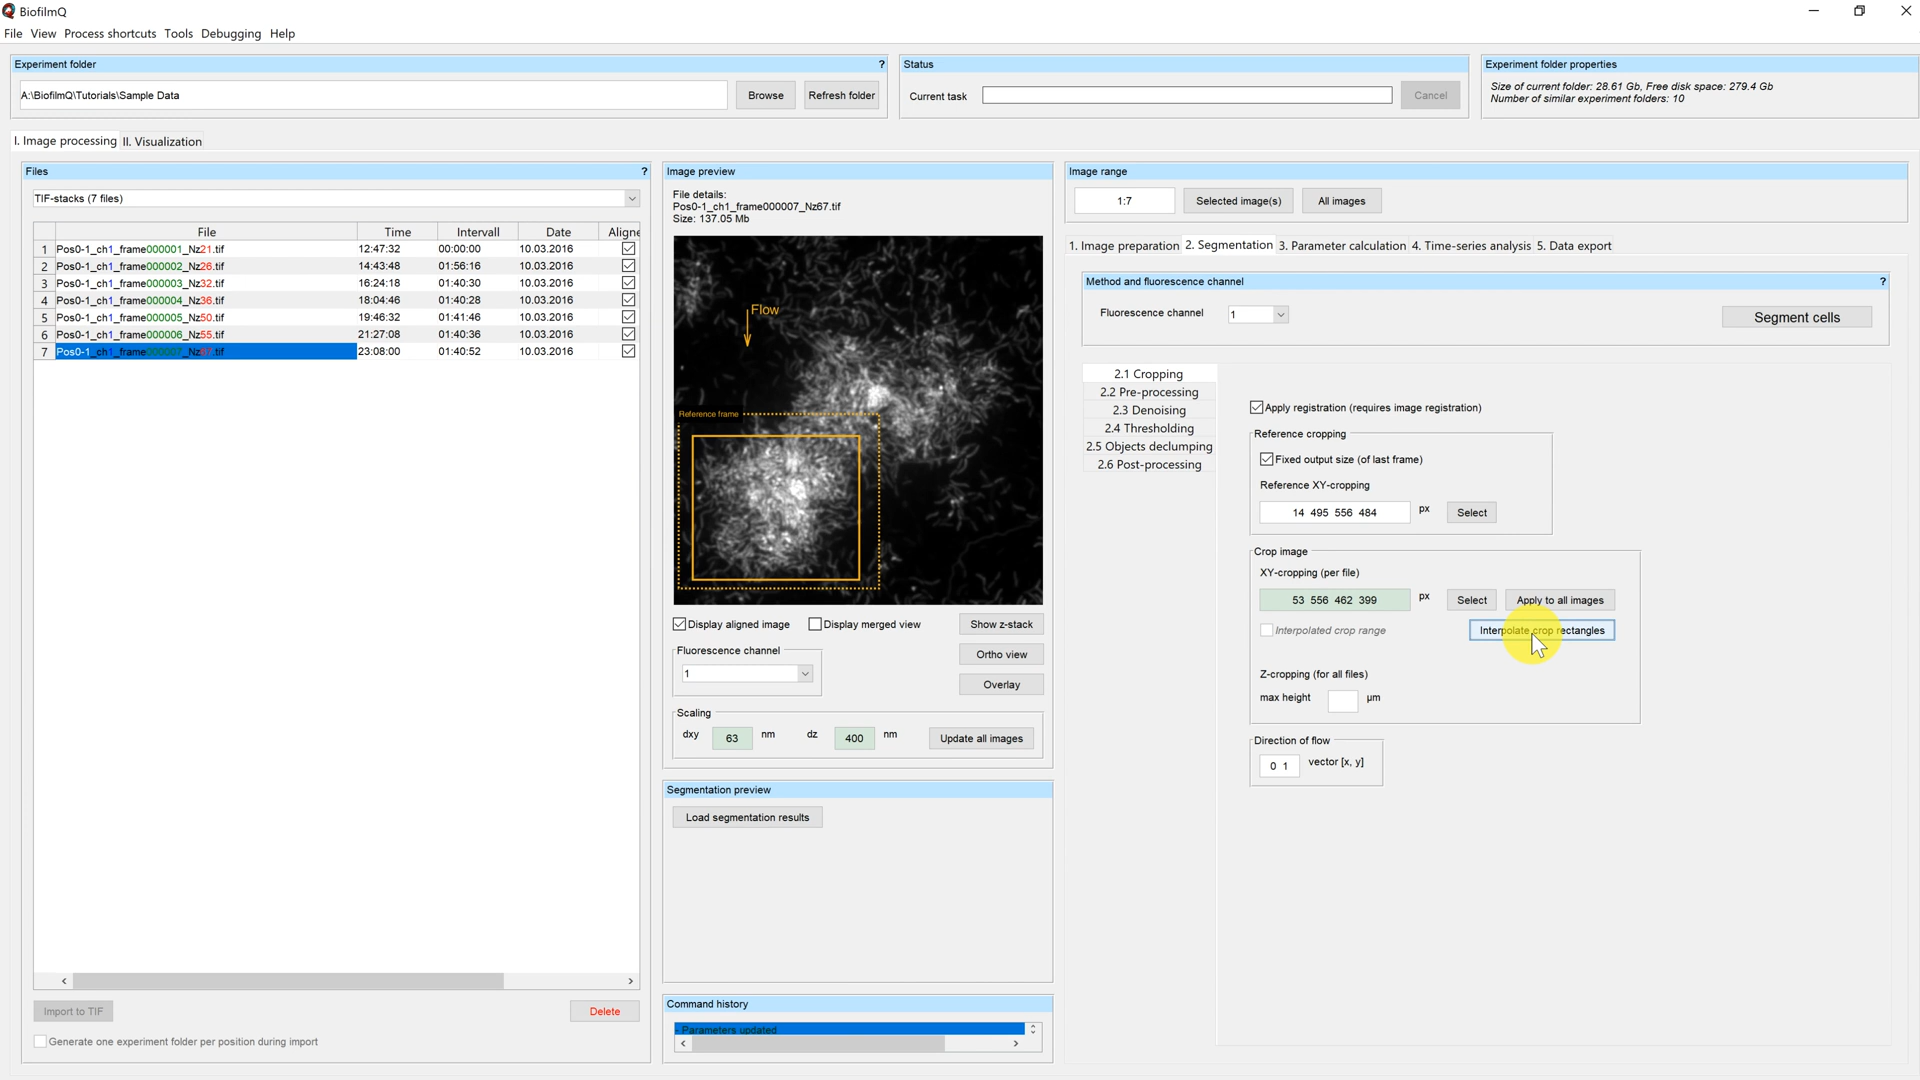 BiofilmQ
File View Process shortcuts Tools Debugging Help
Experiment folder ?
A:\BiofilmQ\Tutorials\Sample Data
Browse
Refresh folder
Status
Current task
Cancel
Experiment folder properties
Size of current folder: 28.61 Gb, Free disk space: 279.4 Gb
Number of similar experiment folders: 10
I. Image processing II. Visualization
Files ?
TIF-stacks (7 files)
File Time Intervall Date Aligne
1 Pos0-1_ch1_frame000001_Nz21.tif 12:47:32 00:00:00 10.03.2016
2 Pos0-1_ch1_frame000002_Nz26.tif 14:43:48 01:56:16 10.03.2016
3 Pos0-1_ch1_frame000003_Nz32.tif 16:24:18 01:40:30 10.03.2016
4 Pos0-1_ch1_frame000004_Nz36.tif 18:04:46 01:40:28 10.03.2016
5 Pos0-1_ch1_frame000005_Nz50.tif 19:46:32 01:41:46 10.03.2016
6 Pos0-1_ch1_frame000006_Nz55.tif 21:27:08 01:40:36 10.03.2016
7 Pos0-1_ch1_frame000007_Nz67.tif 23:08:00 01:40:52 10.03.2016
Import to TIF
Delete
Generate one experiment folder per position during import
Image preview
File details:
Pos0-1_ch1_frame000007_Nz67.tif
Size: 137.05 Mb
Flow
Reference frame
Display aligned image
Display merged view
Show z-stack
Fluorescence channel
1
Ortho view
Overlay
Scaling
dxy 63 nm dz 400 nm
Update all images
Segmentation preview
Load segmentation results
Command history
- Parameters updated
Image range
1:7
Selected image(s)
All images
1. Image preparation 2. Segmentation 3. Parameter calculation 4. Time-series analysis 5. Data export
Method and fluorescence channel ?
Fluorescence channel 1
Segment cells
2.1 Cropping
2.2 Pre-processing
2.3 Denoising
2.4 Thresholding
2.5 Objects declumping
2.6 Post-processing
Apply registration (requires image registration)
Reference cropping
Fixed output size (of last frame)
Reference XY-cropping
14 495 556 484 px
Select
Crop image
XY-cropping (per file)
53 556 462 399 px
Select
Apply to all images
Interpolated crop range
Interpolate crop rectangles
Z-cropping (for all files)
max height µm
Direction of flow
0 1 vector [x, y]